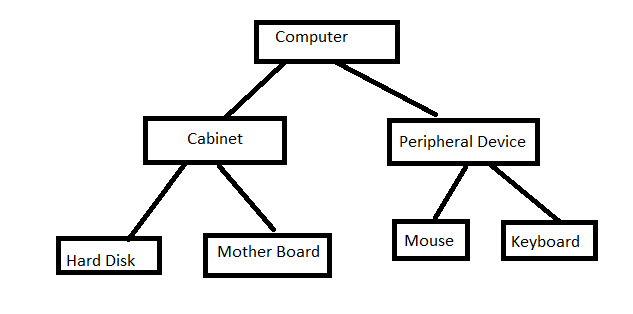 Computer
Cabinet
Peripheral Device
Hard Disk
Mother Board
Mouse
Keyboard